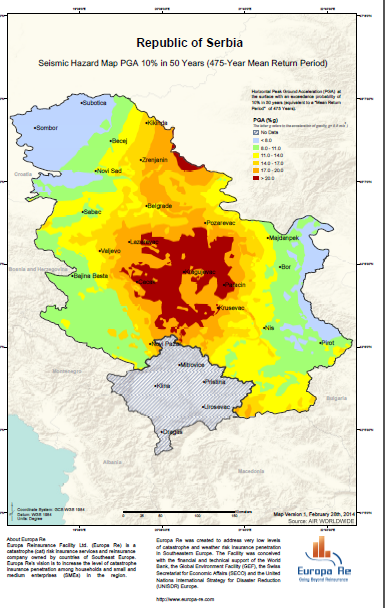 Republic of Serbia
Seismic Hazard Map PGA 10% in 50 Years (475-Year Mean Return Period)
Horizontal Peak Ground Acceleration (PGA) at
the surface with an exceedance probability of
10% in 50 years (equivalent to a "Mean Return
Period" of 475 Years).
PGA (%g)
No Data
< 8.0
8.0 - 11.0
11.0 - 14.0
14.0 - 17.0
17.0 - 20.0
> 20.0
Subotica
Sombor
Kikinda
Becej
Zrenjanin
Croatia
Novi Sad
Sabac
Belgrade
Pozarevac
Lazarevac
Majdanpek
Valjevo
Bosnia and Herzegovina
Bajina Basta
Kragujevac
Bor
Paracin
Krusevac
Nis
Novi Pazar
Pirot
Mitrovice
Montenegro
Klina
Pristina
Urosevac
Bulgaria
Dragas
Albania
Macedonia
Coordinate System: GCS WGS 1984
Datum: WGS 1984
Units: Degree
Map Version 1, February 28th, 2014
Source: AIR WORLDWIDE
About Europa Re
Europa Reinsurance Facility Ltd. (Europa Re) is a
catastrophe (cat) risk insurance services and reinsurance
company owned by countries of Southeast Europe.
Europa Re's vision is to increase the level of catastrophe
insurance penetration among households and small and
medium enterprises (SMEs) in the region.
Europa Re was created to address very low levels
of catastrophe and weather risk insurance penetration
in Southeastern Europe. The Facility was conceived
with the financial and technical support of the World
Bank, the Global Environment Facility (GEF), the Swiss
Secretariat for Economic Affairs (SECO) and the United
Nations International Strategy for Disaster Reduction
(UNISDR) Europe.
http://www.europa-re.com
Europa Re
Going Beyond Reinsurance